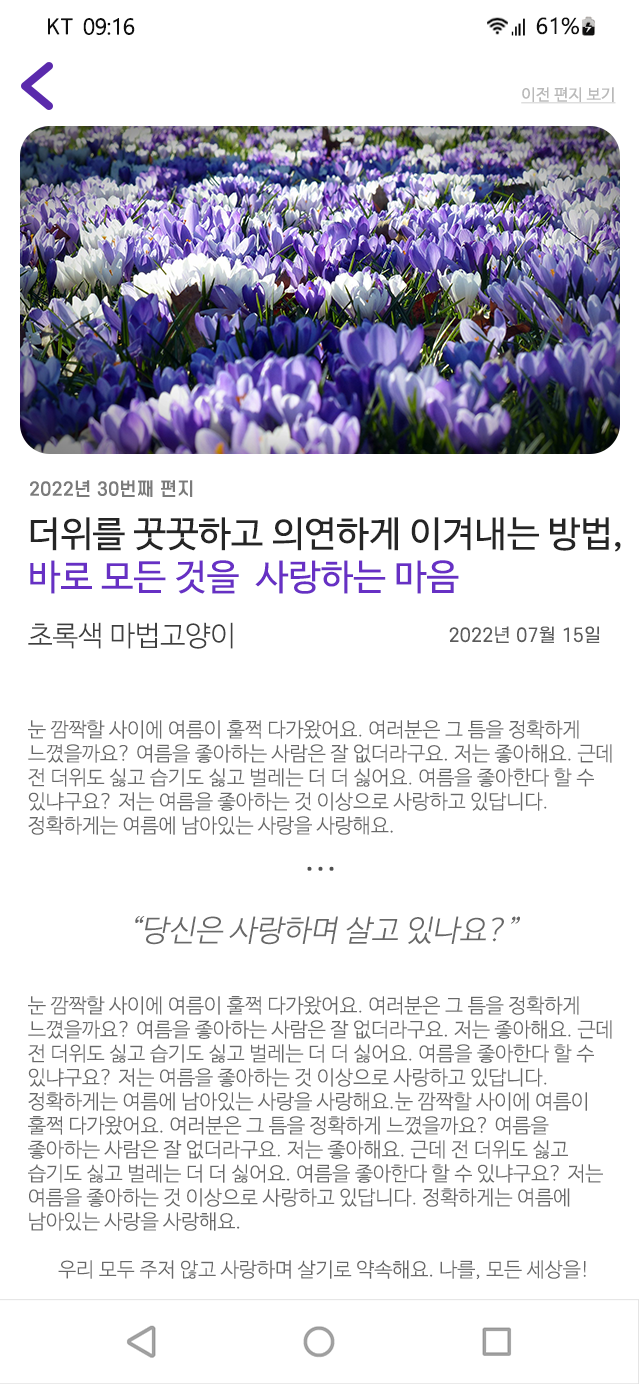 KT 09:16
61%
이전 편지 보기
2022년 30번째 편지
더위를 꿋꿋하고 의연하게 이겨내는 방법,
바로 모든 것을 사랑하는 마음
초록색 마법고양이
2022년 07월 15일
눈 깜짝할 사이에 여름이 훌쩍 다가왔어요. 여러분은 그 틈을 정확하게
느꼈을까요? 여름을 좋아하는 사람은 잘 없더라구요. 저는 좋아해요. 근데
전 더위도 싫고 습기도 싫고 벌레는 더 더 싫어요. 여름을 좋아한다 할 수
있냐구요? 저는 여름을 좋아하는 것 이상으로 사랑하고 있답니다.
정확하게는 여름에 남아있는 사랑을 사랑해요.
...
“당신은 사랑하며 살고 있나요?”
눈 깜짝할 사이에 여름이 훌쩍 다가왔어요. 여러분은 그 틈을 정확하게
느꼈을까요? 여름을 좋아하는 사람은 잘 없더라구요. 저는 좋아해요. 근데
전 더위도 싫고 습기도 싫고 벌레는 더 더 싫어요. 여름을 좋아한다 할 수
있냐구요? 저는 여름을 좋아하는 것 이상으로 사랑하고 있답니다.
정확하게는 여름에 남아있는 사랑을 사랑해요.눈 깜짝할 사이에 여름이
훌쩍 다가왔어요. 여러분은 그 틈을 정확하게 느꼈을까요? 여름을
좋아하는 사람은 잘 없더라구요. 저는 좋아해요. 근데 전 더위도 싫고
습기도 싫고 벌레는 더 더 싫어요. 여름을 좋아한다 할 수 있냐구요? 저는
여름을 좋아하는 것 이상으로 사랑하고 있답니다. 정확하게는 여름에
남아있는 사랑을 사랑해요.
우리 모두 주저 않고 사랑하며 살기로 약속해요. 나를, 모든 세상을!